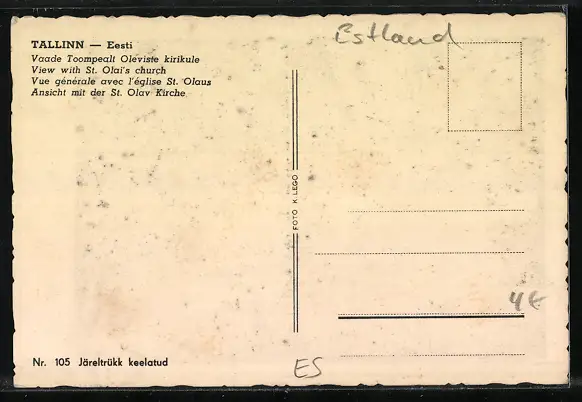 TALLINN — Eesti
Vaade Toompealt Oleviste kirikule
View with St. Olai's church
Vue générale avec l'église St. Olaus
Ansicht mit der St. Olav Kirche
Estland
FOTO K. LEGO
4€
Nr. 105 Järeltrükk keelatud
ES